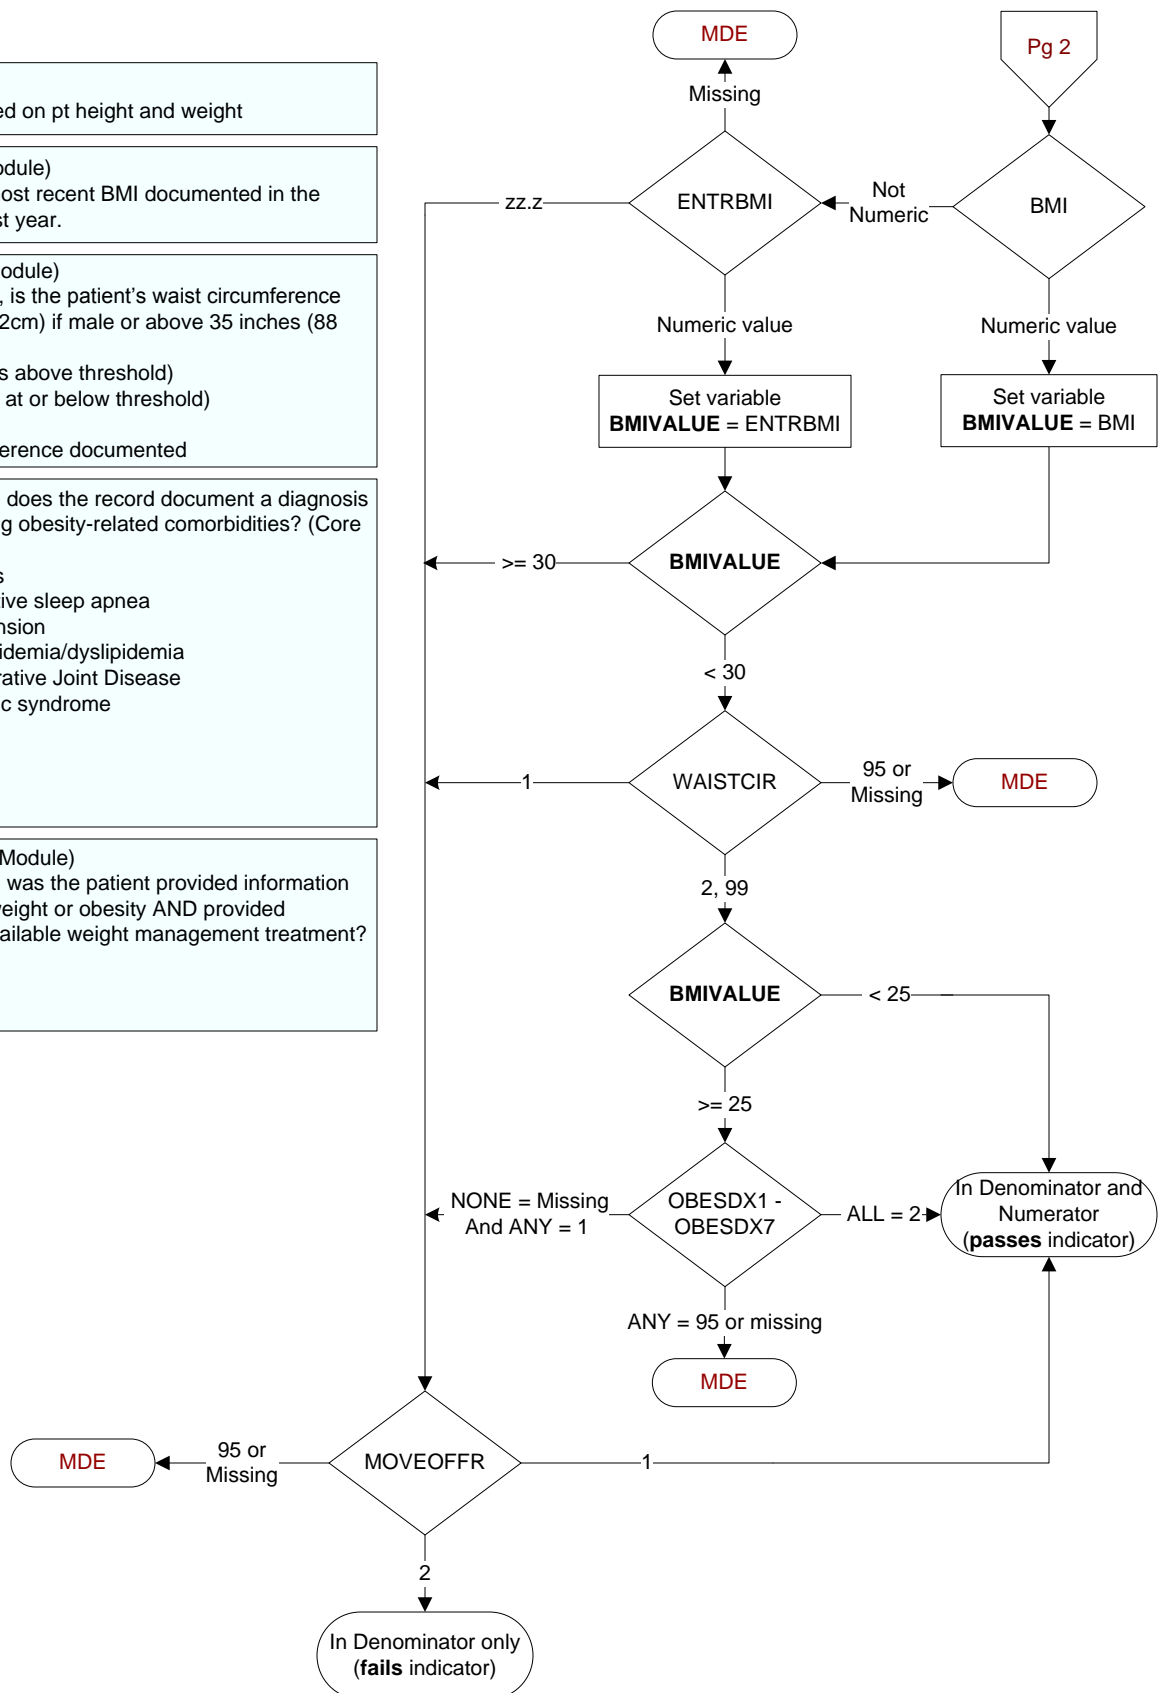 ed on pt height and weight
odule)
ost recent BMI documented in the
st year.
odule)
, is the patient's waist circumference
2cm) if male or above 35 inches (88
s above threshold)
at or below threshold)
erence documented
does the record document a diagnosis
g obesity-related comorbidities? (Core
s
tive sleep apnea
nsion
idemia/dyslipidemia
rative Joint Disease
c syndrome
Module)
was the patient provided information
weight or obesity AND provided
ailable weight management treatment?
MDE
Pg 2
Missing
zz.z
ENTRBMI
Not
Numeric
BMI
Numeric value
Numeric value
Set variable
BMIVALUE = ENTRBMI
Set variable
BMIVALUE = BMI
>= 30
BMIVALUE
< 30
1
WAISTCIR
95 or
Missing
MDE
2, 99
BMIVALUE
< 25
>= 25
NONE = Missing
And ANY = 1
OBESDX1 -
OBESDX7
ALL = 2
In Denominator and
Numerator
(passes indicator)
ANY = 95 or missing
MDE
MDE
95 or
Missing
MOVEOFFR
1
2
In Denominator only
(fails indicator)